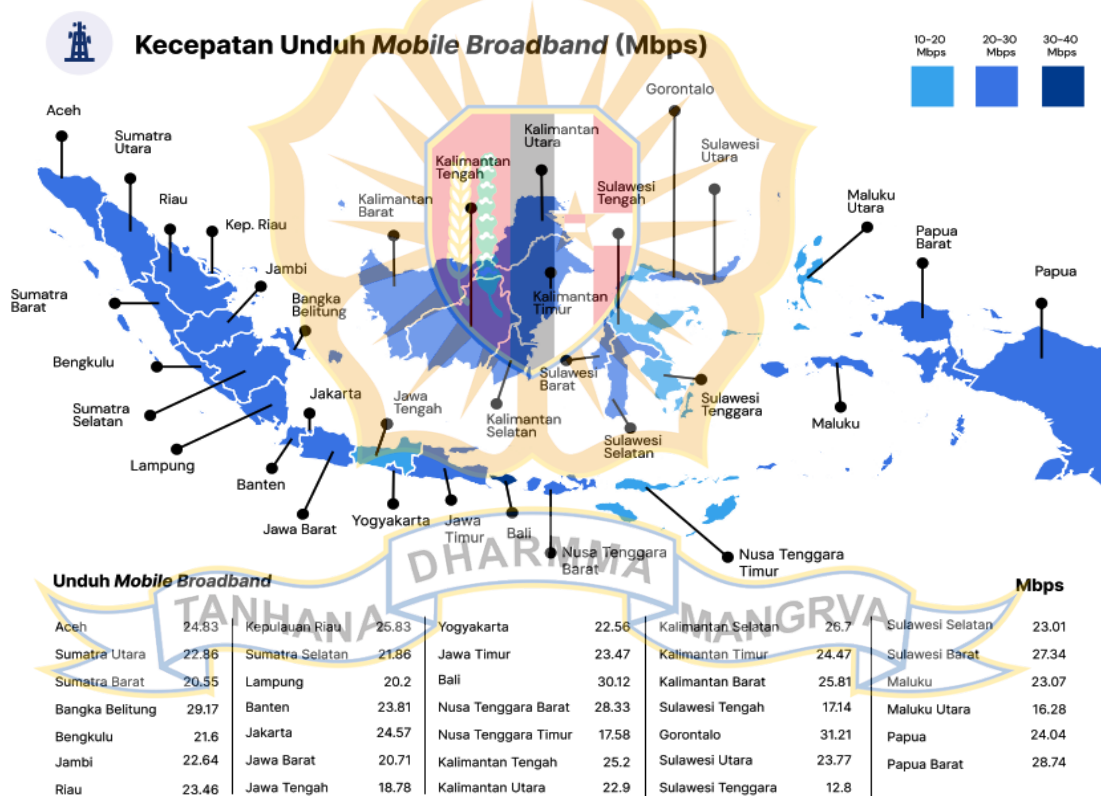 Kecepatan Unduh Mobile Broadband (Mbps)
10-20 Mbps
20-30 Mbps
30-40 Mbps
Aceh
Sumatra Utara
Riau
Kep. Riau
Jambi
Bangka Belitung
Sumatra Barat
Bengkulu
Sumatra Selatan
Lampung
Banten
Jakarta
Jawa Barat
Jawa Tengah
Yogyakarta
Jawa Timur
Bali
Nusa Tenggara Barat
Nusa Tenggara Timur
Kalimantan Barat
Kalimantan Tengah
Kalimantan Utara
Kalimantan Timur
Kalimantan Selatan
Gorontalo
Sulawesi Utara
Sulawesi Tengah
Sulawesi Barat
Sulawesi Selatan
Sulawesi Tenggara
Maluku Utara
Maluku
Papua Barat
Papua
TANHANA DHARMMA MANGRVA
Unduh Mobile Broadband
Mbps
Aceh 24.83
Sumatra Utara 22.86
Sumatra Barat 20.55
Bangka Belitung 29.17
Bengkulu 21.6
Jambi 22.64
Riau 23.46
Kepulauan Riau 25.83
Sumatra Selatan 21.86
Lampung 20.2
Banten 23.81
Jakarta 24.57
Jawa Barat 20.71
Jawa Tengah 18.78
Yogyakarta 22.56
Jawa Timur 23.47
Bali 30.12
Nusa Tenggara Barat 28.33
Nusa Tenggara Timur 17.58
Kalimantan Tengah 25.2
Kalimantan Utara 22.9
Kalimantan Selatan 26.7
Kalimantan Timur 24.47
Kalimantan Barat 25.81
Sulawesi Tengah 17.14
Gorontalo 31.21
Sulawesi Utara 23.77
Sulawesi Tenggara 12.8
Sulawesi Selatan 23.01
Sulawesi Barat 27.34
Maluku 23.07
Maluku Utara 16.28
Papua 24.04
Papua Barat 28.74